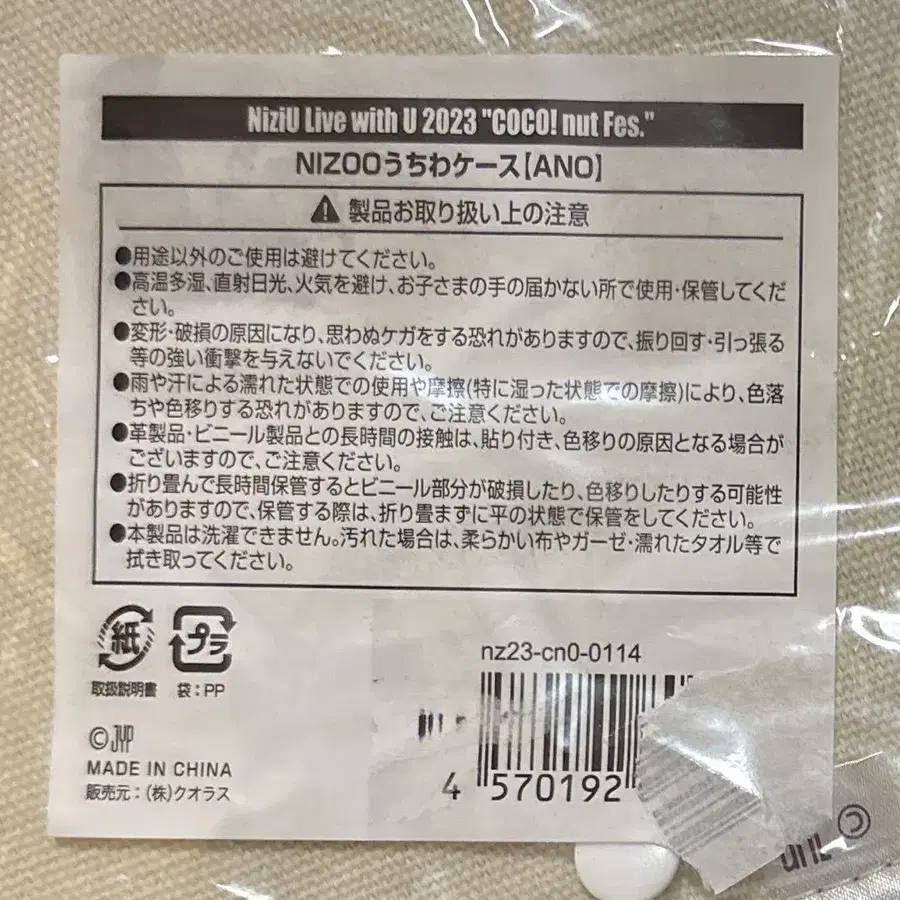 NiziU Live with U 2023 "COCO! nut Fes."
NIZOOうちわケース【ANO】
製品お取り扱い上の注意
●用途以外のご使用は避けてください。
●高温多湿、直射日光、火気を避け、お子さまの手の届かない所で使用・保管してくだ
さい。
●変形・破損の原因になり、思わぬケガをする恐れがありますので、振り回す・引っ張る
等の強い衝撃を与えないでください。
●雨や汗による濡れた状態での使用や摩擦(特に湿った状態での摩擦)により、色落
ちや色移りする恐れがありますので、ご注意ください。
●革製品・ビニール製品との長時間の接触は、貼り付き、色移りの原因となる場合が
ございますので、ご注意ください。
●折り畳んで長時間保管するとビニール部分が破損したり、色移りしたりする可能性
がありますので、保管する際は、折り畳まずに平の状態で保管をしてください。
●本製品は洗濯できません。汚れた場合は、柔らかい布やガーゼ・濡れたタオル等で
拭き取ってください。
紙 プラ
取扱説明書 袋：PP
nz23-cn0-0114
©JYP
MADE IN CHINA
販売元：(株)クオラス
4 570192
©